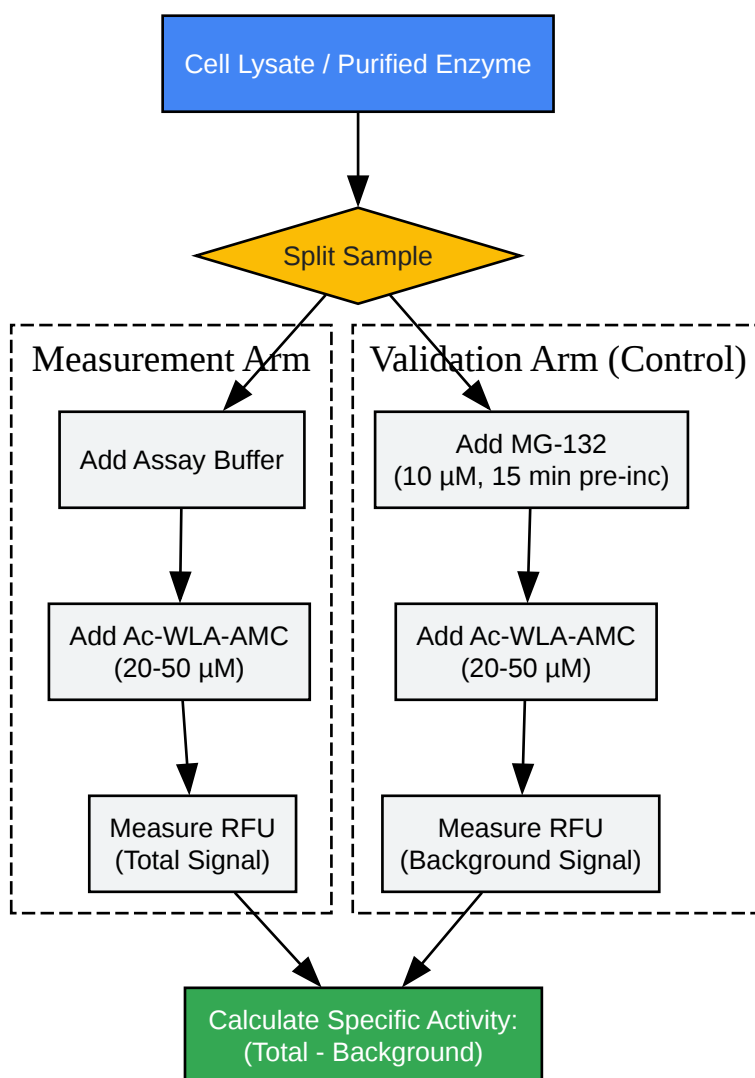 Cell Lysate / Purified Enzyme
Split Sample
Measurement Arm
Add Assay Buffer
Add Ac-WLA-AMC
(20-50 µM)
Measure RFU
(Total Signal)
Validation Arm (Control)
Add MG-132
(10 µM, 15 min pre-inc)
Add Ac-WLA-AMC
(20-50 µM)
Measure RFU
(Background Signal)
Calculate Specific Activity:
(Total - Background)